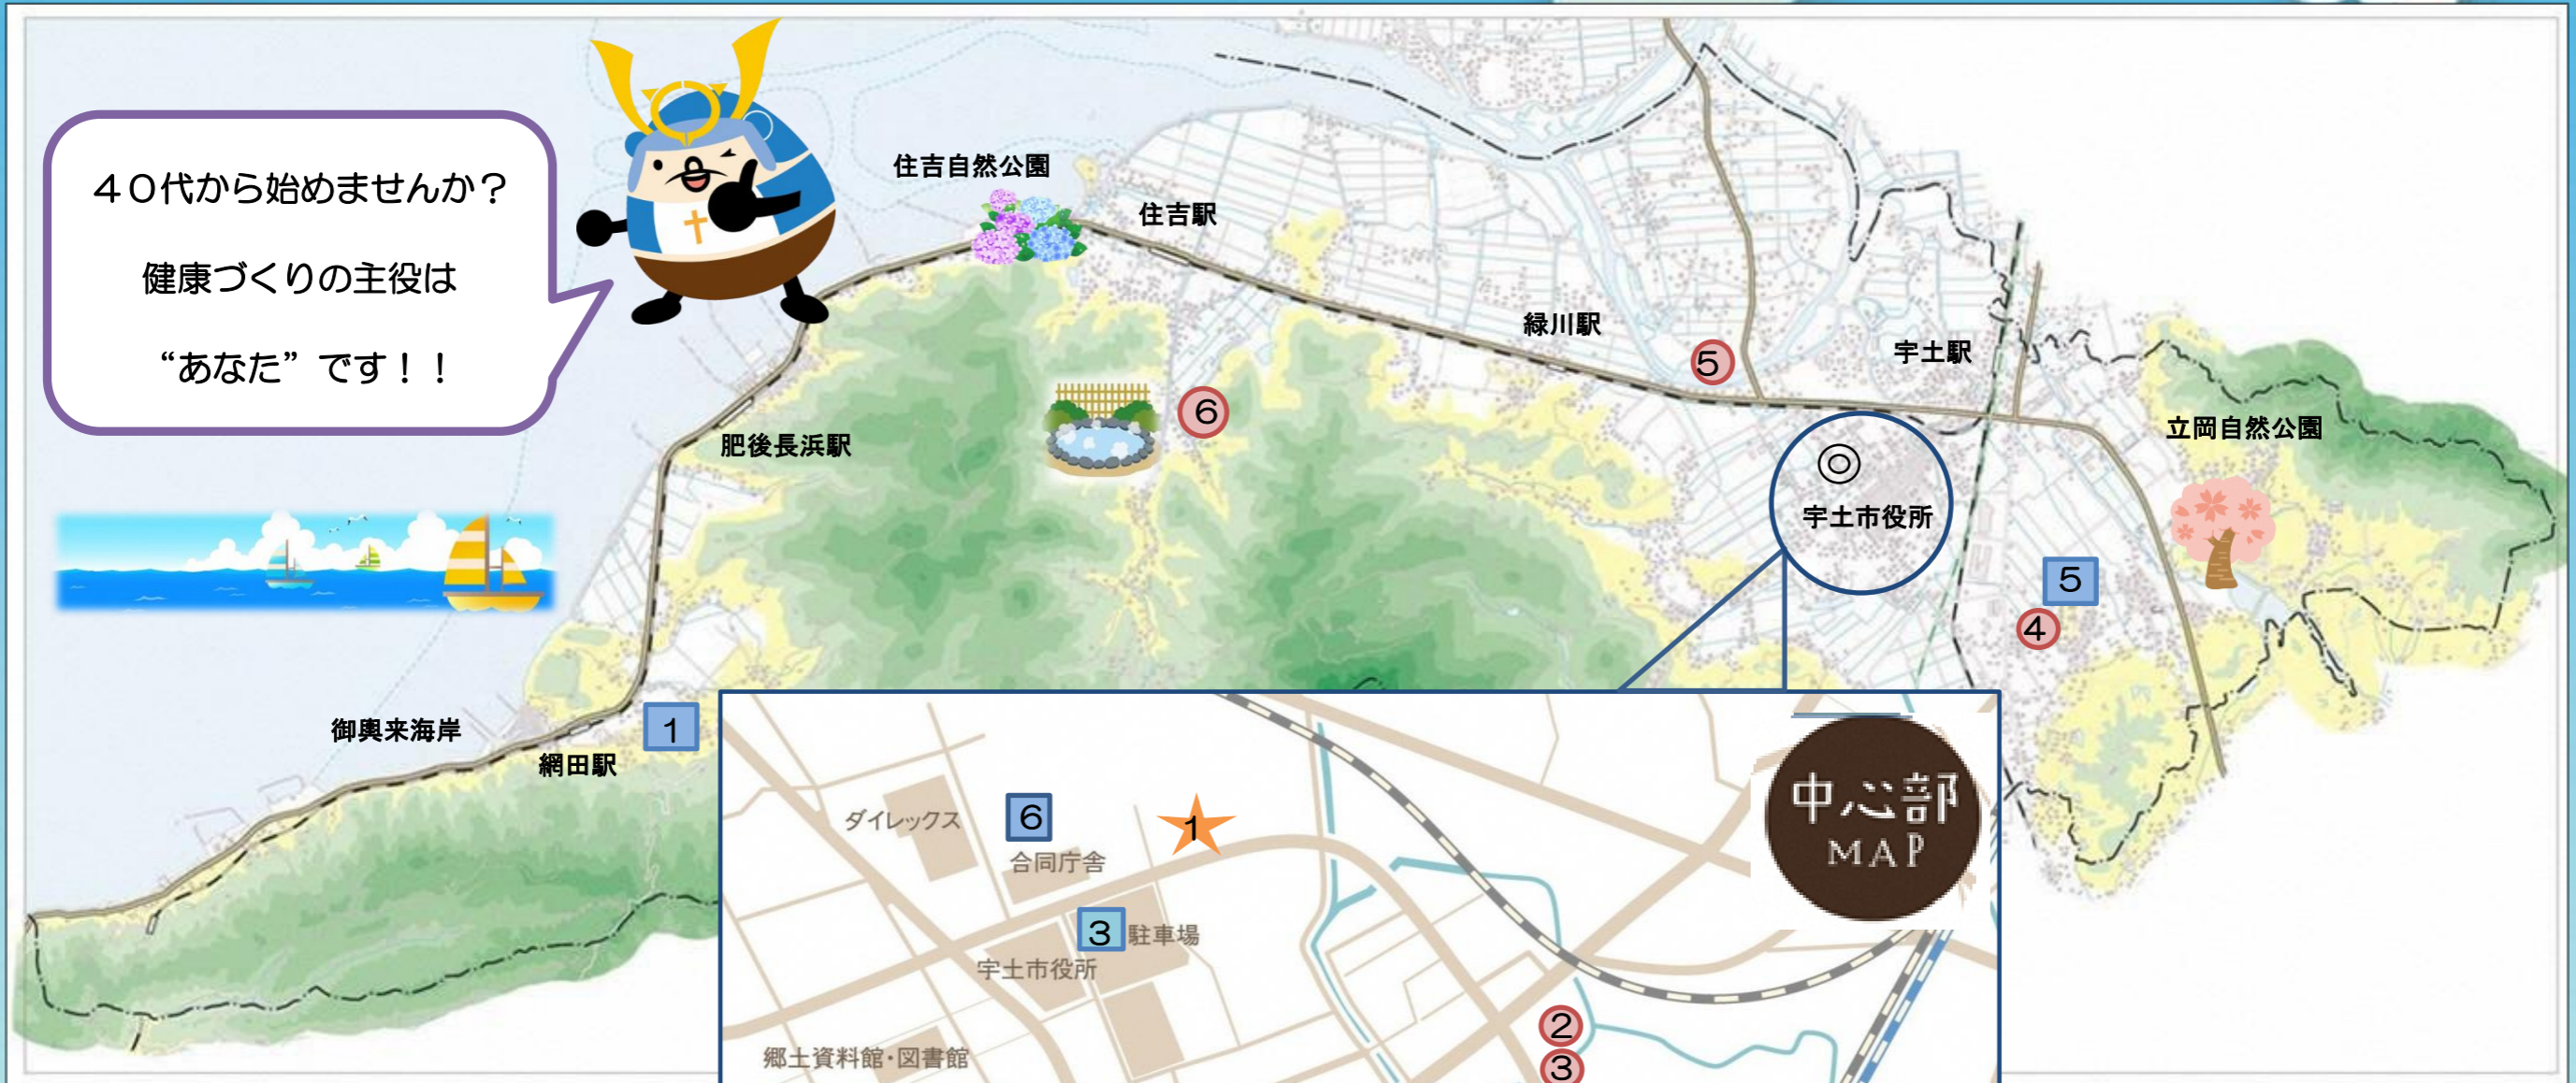 ４０代から始めませんか？
健康づくりの主役は
“あなた”です！！
住吉自然公園
住吉駅
緑川駅
⑤
宇土駅
⑥
肥後長浜駅
立岡自然公園
宇土市役所
5
④
御輿来海岸
1
網田駅
中心部
MAP
ダイレックス
6
1
合同庁舎
3
駐車場
宇土市役所
②
郷土資料館・図書館
③